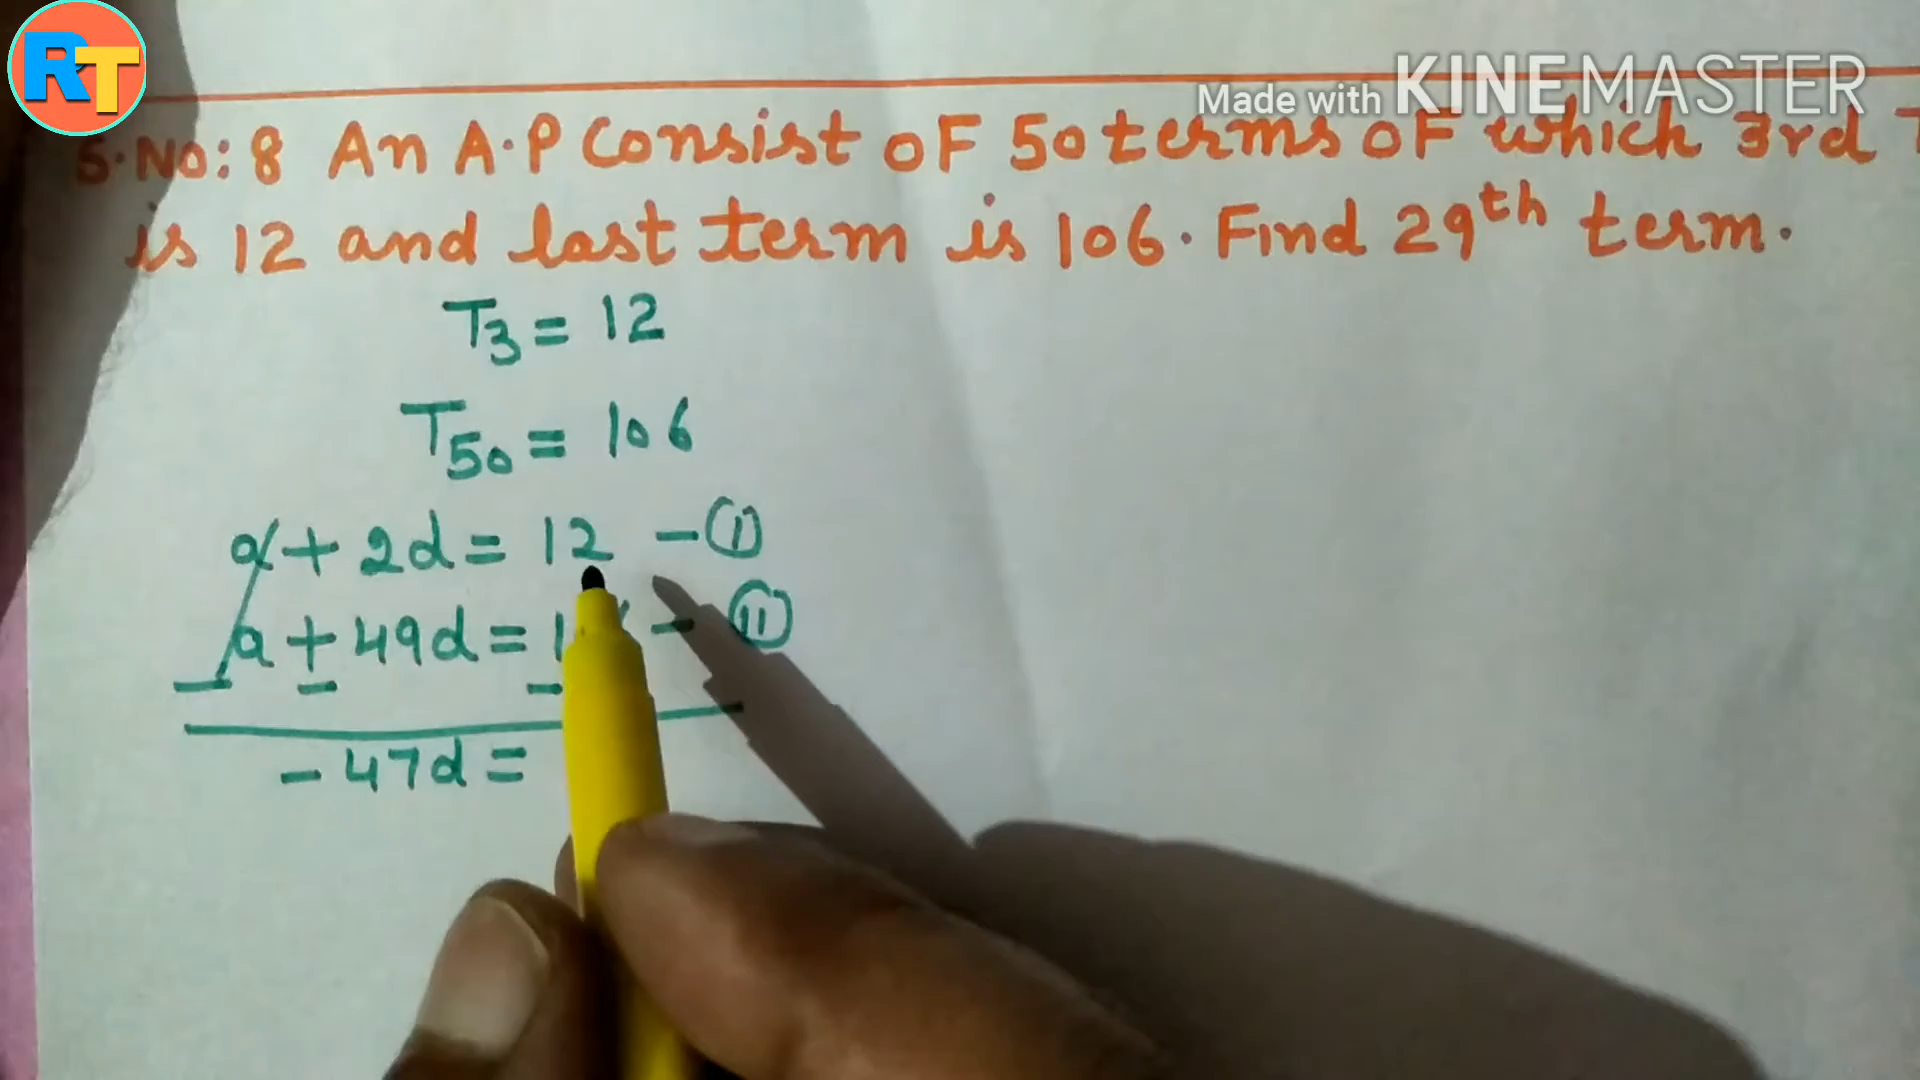 RT
Made with KINEMASTER
S.No: 8 An A.P Consist of 50 terms of which 3rd T
is 12 and last term is 106. Find 29th term.
T3 = 12
T50 = 106
a + 2d = 12 - (I)
a + 49d = 1 - (II)
- - -
- 47d =